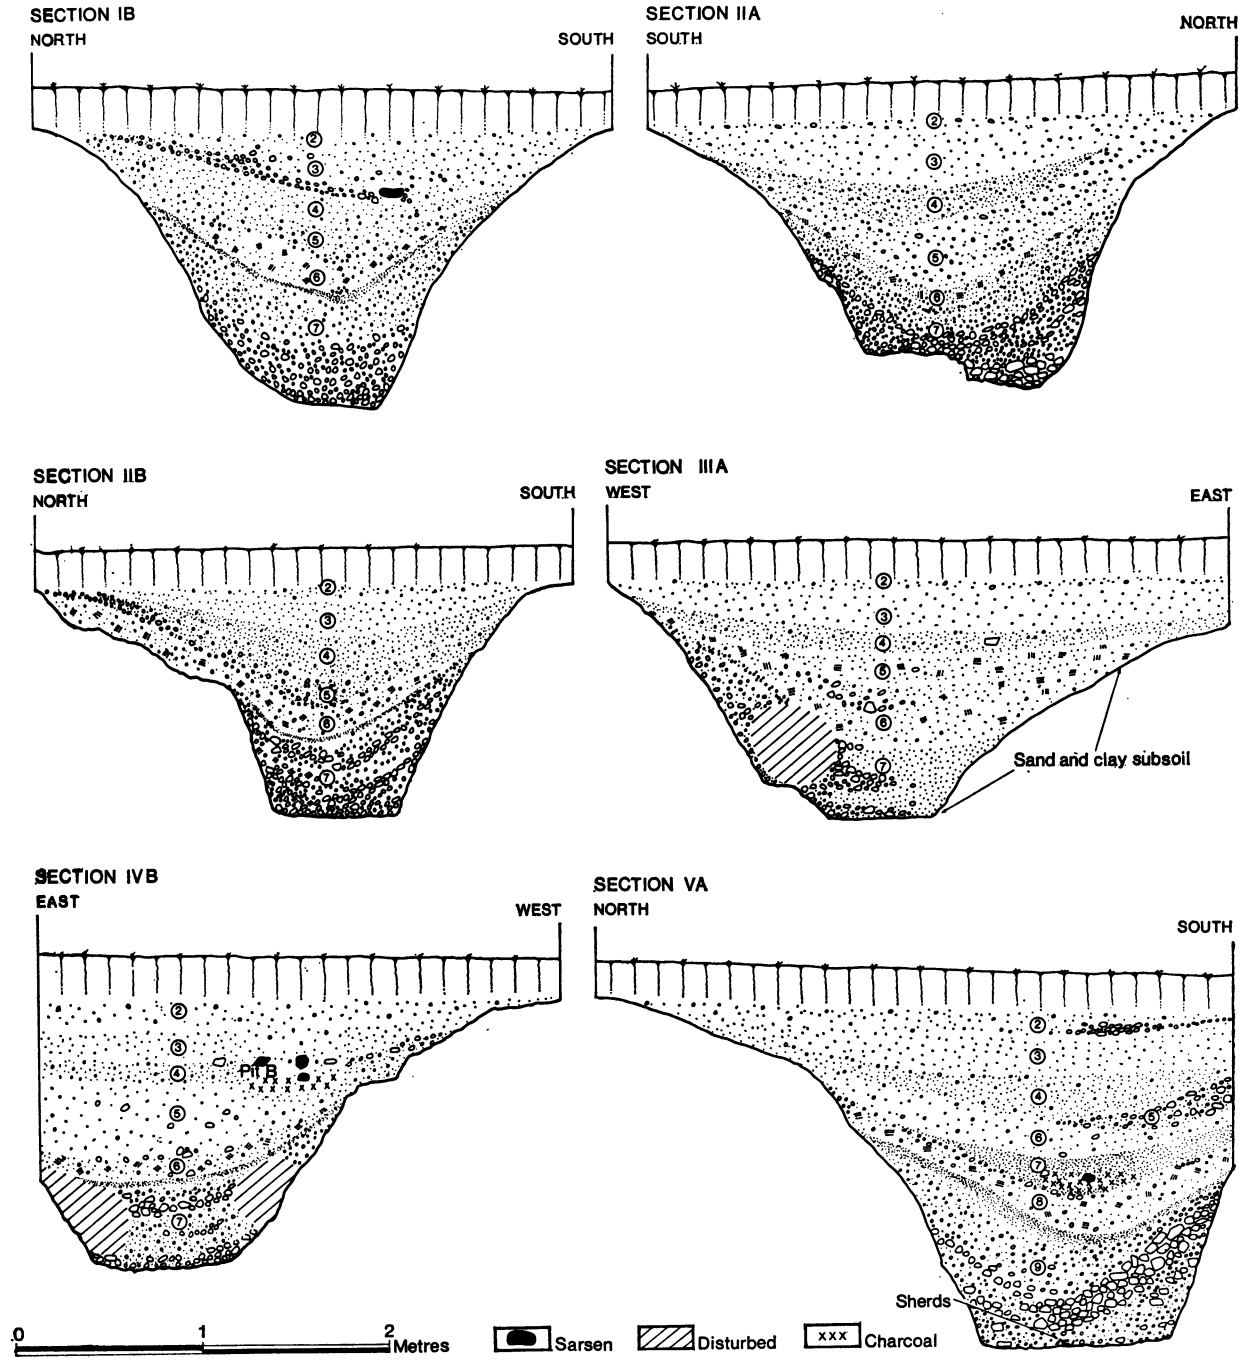 SECTION IB
NORTH SOUTH
②
③
④
⑤
⑥
⑦
SECTION IIA
SOUTH NORTH
②
③
④
⑤
⑥
⑦
SECTION IIB
NORTH SOUTH
②
③
④
⑤
⑥
⑦
SECTION IIIA
WEST EAST
②
③
④
⑤
⑥
⑦
Sand and clay subsoil
SECTION IVB
EAST WEST
②
③
Pit B
④
⑤
⑥
⑦
SECTION VA
NORTH SOUTH
②
③
④
⑤
⑥
⑦
⑧
⑨
Sherds
0 1 2 Metres
Sarsen
Disturbed
xxx Charcoal